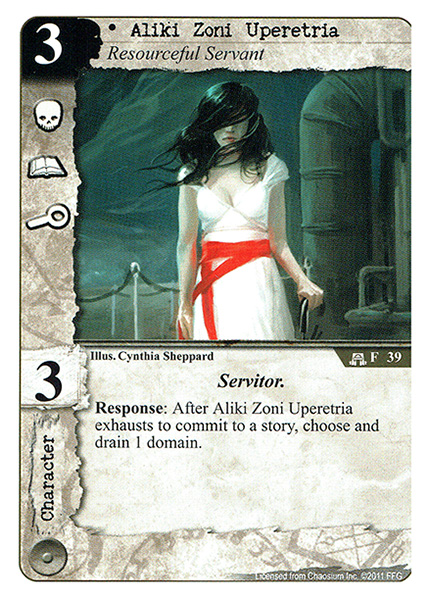 3
• Aliki Zoni Uperetria
Resourceful Servant
Illus. Cynthia Sheppard
F 39
3
Servitor.
Response: After Aliki Zoni Uperetria
exhausts to commit to a story, choose and
drain 1 domain.
Character
Licensed from Chaosium Inc. ©2011 FFG